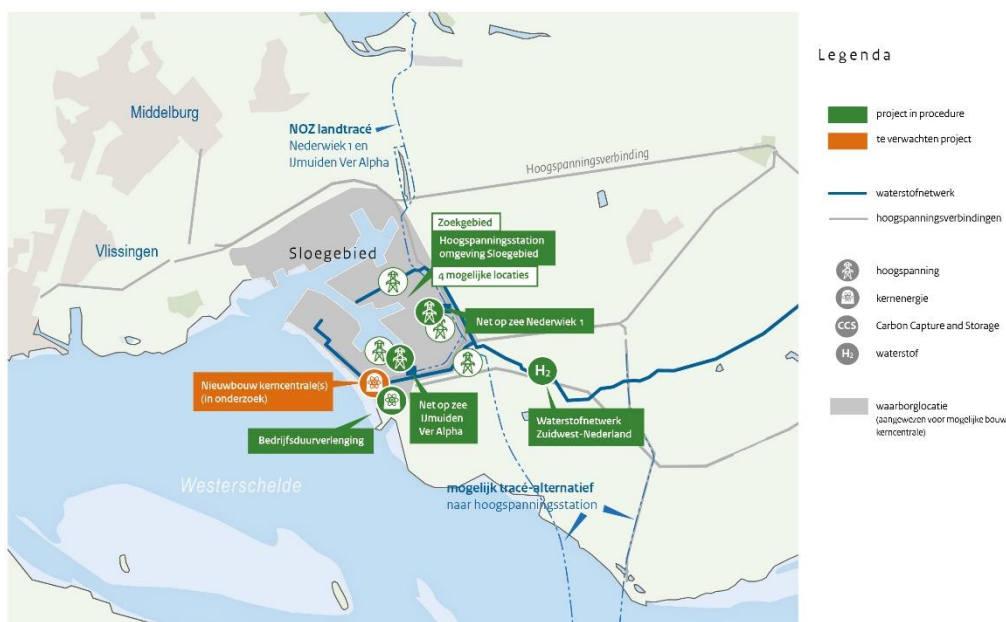 Middelburg
Vlissingen
NOZ landtracé
Nederwiek 1 en
IJmuiden Ver Alpha
Hoogspanningsverbinding
Sloegebied
Zoekgebied
Hoogspanningsstation
omgeving Sloegebied
4 mogelijke locaties
Net op zee Nederwiek 1
Nieuwbouw kerncentrale(s)
(in onderzoek)
Bedrijfsduurverlenging
Net op zee
IJmuiden
Ver Alpha
H2
Waterstofnetwerk
Zuidwest-Nederland
mogelijk tracé-alternatief
naar hoogspanningsstation
Westerschelde
Legenda
project in procedure
te verwachten project
waterstofnetwerk
hoogspanningsverbindingen
hoogspanning
kernenergie
CCS Carbon Capture and Storage
H2 waterstof
waarborglocatie
(aangewezen voor mogelijke bouw
kerncentrale)